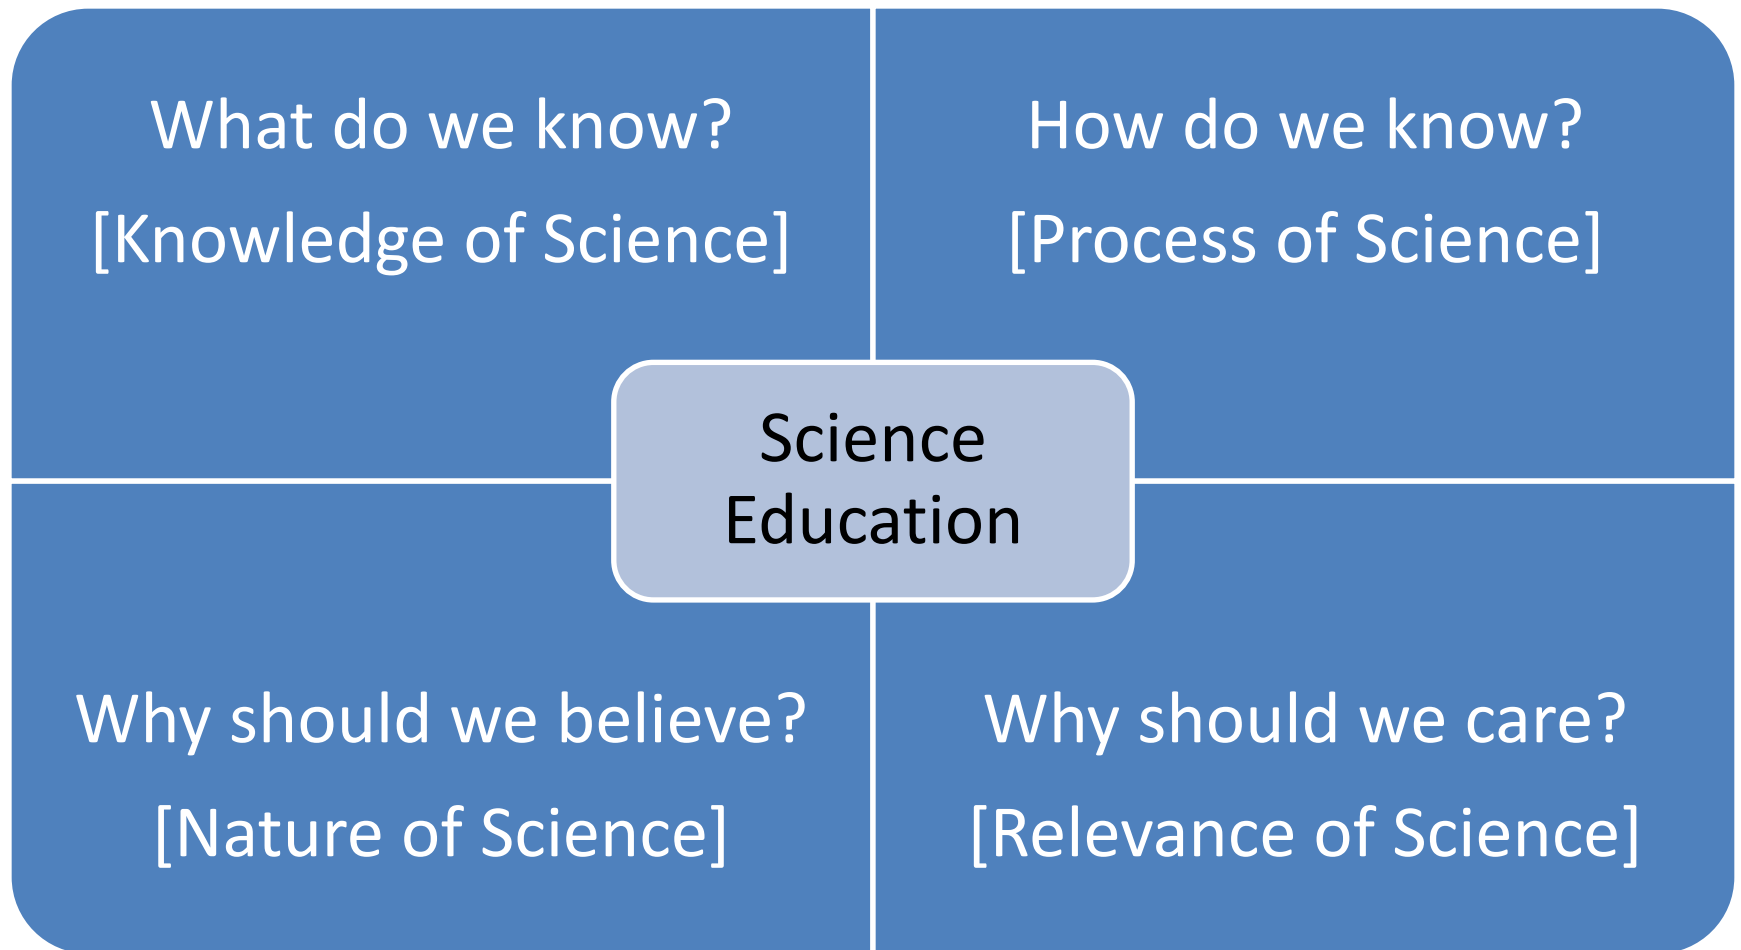 What do we know?
[Knowledge of Science]
How do we know?
[Process of Science]
Science
Education
Why should we believe?
[Nature of Science]
Why should we care?
[Relevance of Science]